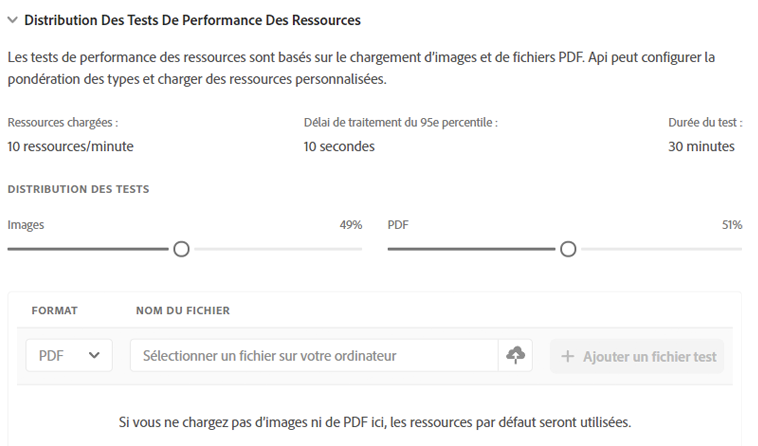 Distribution Des Tests De Performance Des Ressources
Les tests de performance des ressources sont basés sur le chargement d'images et de fichiers PDF. Api peut configurer la
pondération des types et charger des ressources personnalisées.
Ressources chargées : Délai de traitement du 95e percentile : Durée du test :
10 ressources/minute 10 secondes 30 minutes
DISTRIBUTION DES TESTS
Images 49% PDF 51%
FORMAT NOM DU FICHIER
PDF Sélectionner un fichier sur votre ordinateur + Ajouter un fichier test
Si vous ne chargez pas d'images ni de PDF ici, les ressources par défaut seront utilisées.